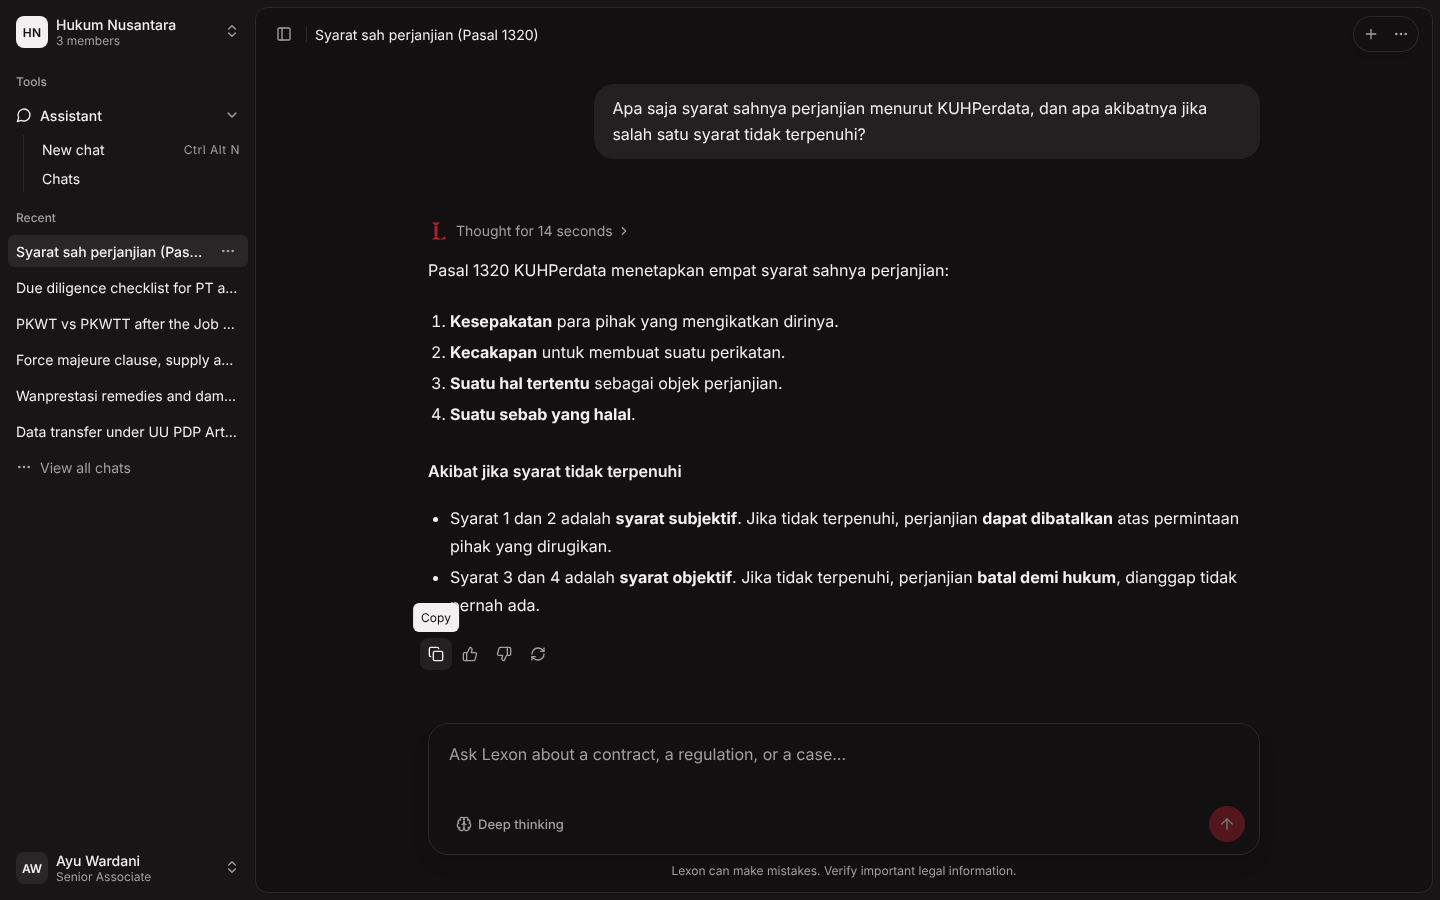 HN
Hukum Nusantara
3 members
Tools
Assistant
New chat Ctrl Alt N
Chats
Recent
Syarat sah perjanjian (Pas...
Due diligence checklist for PT a...
PKWT vs PKWTT after the Job ...
Force majeure clause, supply a...
Wanprestasi remedies and dam...
Data transfer under UU PDP Art...
View all chats
AW
Ayu Wardani
Senior Associate
Syarat sah perjanjian (Pasal 1320)
Apa saja syarat sahnya perjanjian menurut KUHPerdata, dan apa akibatnya jika
salah satu syarat tidak terpenuhi?
L Thought for 14 seconds
Pasal 1320 KUHPerdata menetapkan empat syarat sahnya perjanjian:
1. Kesepakatan para pihak yang mengikatkan dirinya.
2. Kecakapan untuk membuat suatu perikatan.
3. Suatu hal tertentu sebagai objek perjanjian.
4. Suatu sebab yang halal.
Akibat jika syarat tidak terpenuhi
• Syarat 1 dan 2 adalah syarat subjektif. Jika tidak terpenuhi, perjanjian dapat dibatalkan atas permintaan
pihak yang dirugikan.
• Syarat 3 dan 4 adalah syarat objektif. Jika tidak terpenuhi, perjanjian batal demi hukum, dianggap tidak
pernah ada.
Copy
Ask Lexon about a contract, a regulation, or a case...
Deep thinking
Lexon can make mistakes. Verify important legal information.